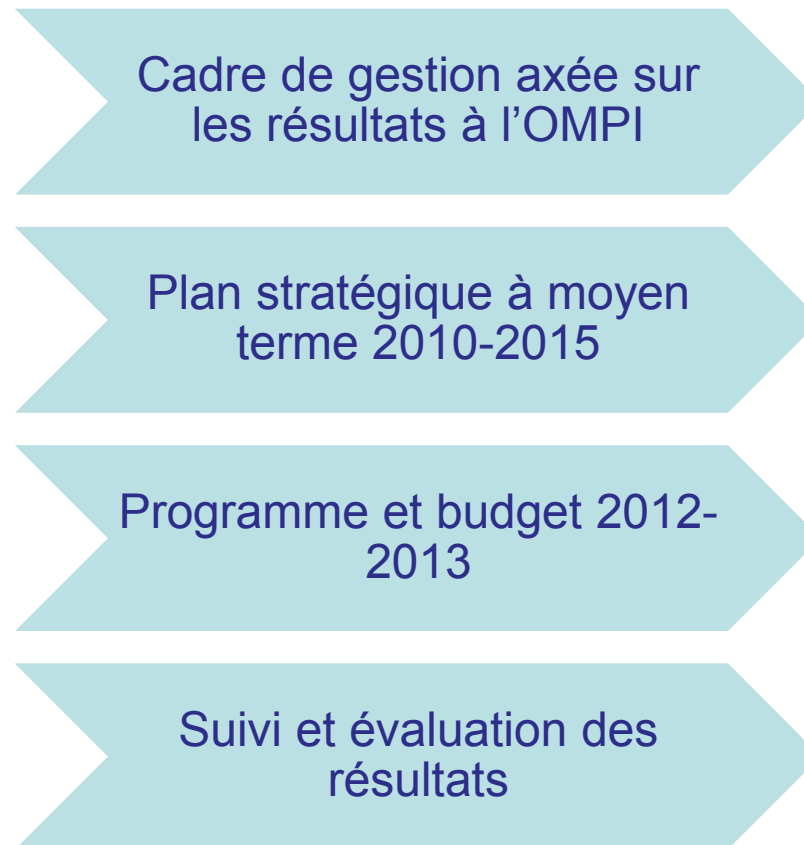 Cadre de gestion axée sur
les résultats à l’OMPI
Plan stratégique à moyen
terme 2010-2015
Programme et budget 2012-
2013
Suivi et évaluation des
résultats